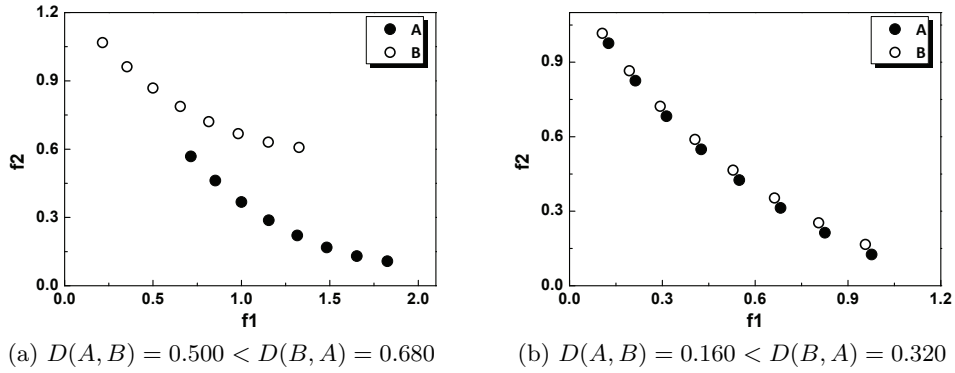 1.2
0.9
0.6
0.3
0.0
f2
0.0 0.5 1.0 1.5 2.0
f1
A
B
0.9
0.6
0.3
0.0
f2
0.0 0.3 0.6 0.9 1.2
f1
A
B
(a) D(A, B) = 0.500 < D(B, A) = 0.680
(b) D(A, B) = 0.160 < D(B, A) = 0.320